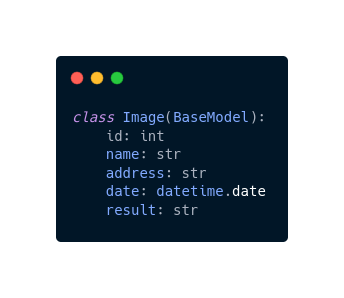 class Image(BaseModel):
    id: int
    name: str
    address: str
    date: datetime.date
    result: str